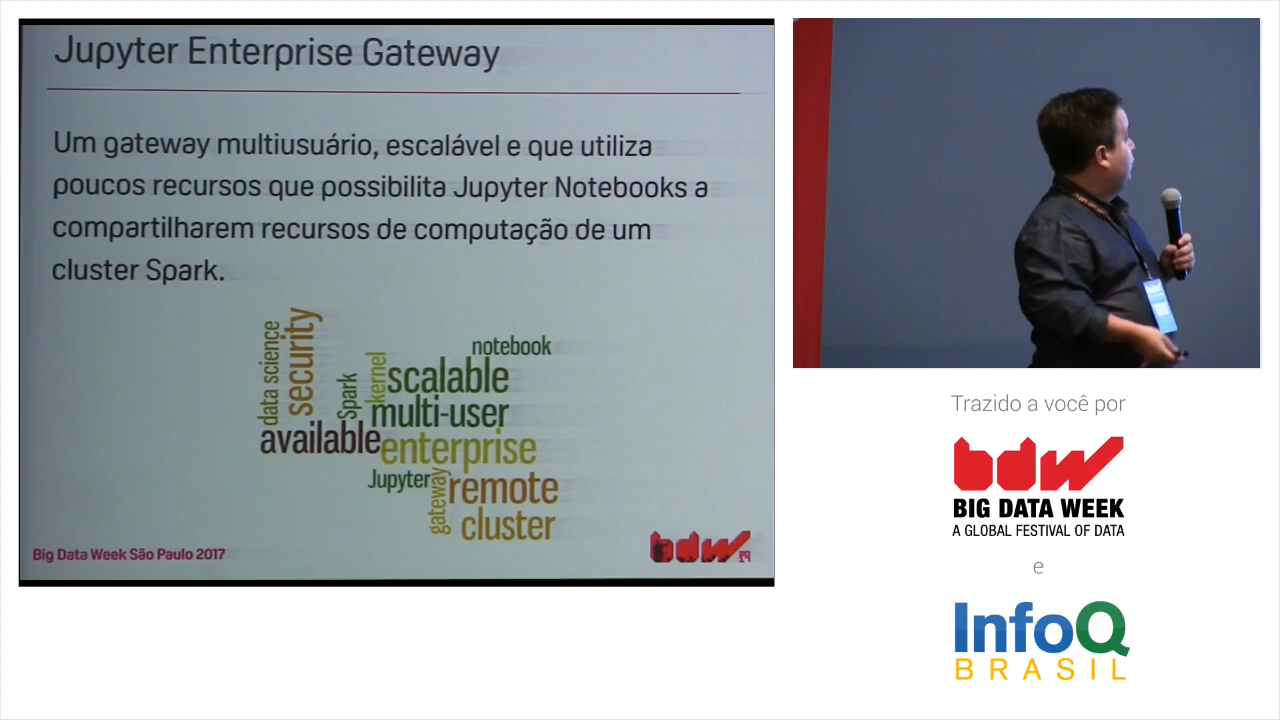 Jupyter Enterprise Gateway
Um gateway multiusuário, escalável e que utiliza
poucos recursos que possibilita Jupyter Notebooks a
compartilharem recursos de computação de um
cluster Spark.
data science
security
Spark
kernel
notebook
scalable
multi-user
available
enterprise
Jupyter
gateway
remote
cluster
Big Data Week São Paulo 2017
bdw
19
Trazido a você por
bdw
BIG DATA WEEK
A GLOBAL FESTIVAL OF DATA
e
InfoQ
BRASIL